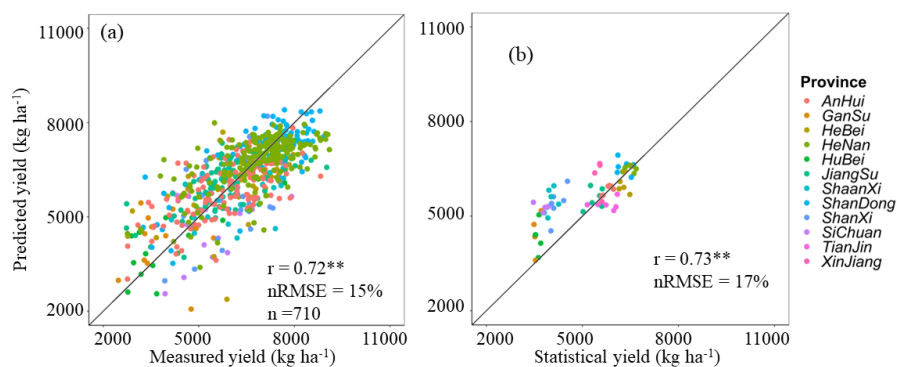 (a)
11000
8000
5000
2000
Predicted yield (kg ha-1)
r = 0.72**
nRMSE = 15%
n =710
2000 5000 8000 11000
Measured yield (kg ha-1)
(b)
11000
8000
5000
2000
r = 0.73**
nRMSE = 17%
2000 5000 8000 11000
Statistical yield (kg ha-1)
Province
AnHui
GanSu
HeBei
HeNan
HuBei
JiangSu
ShaanXi
ShanDong
ShanXi
SiChuan
TianJin
XinJiang